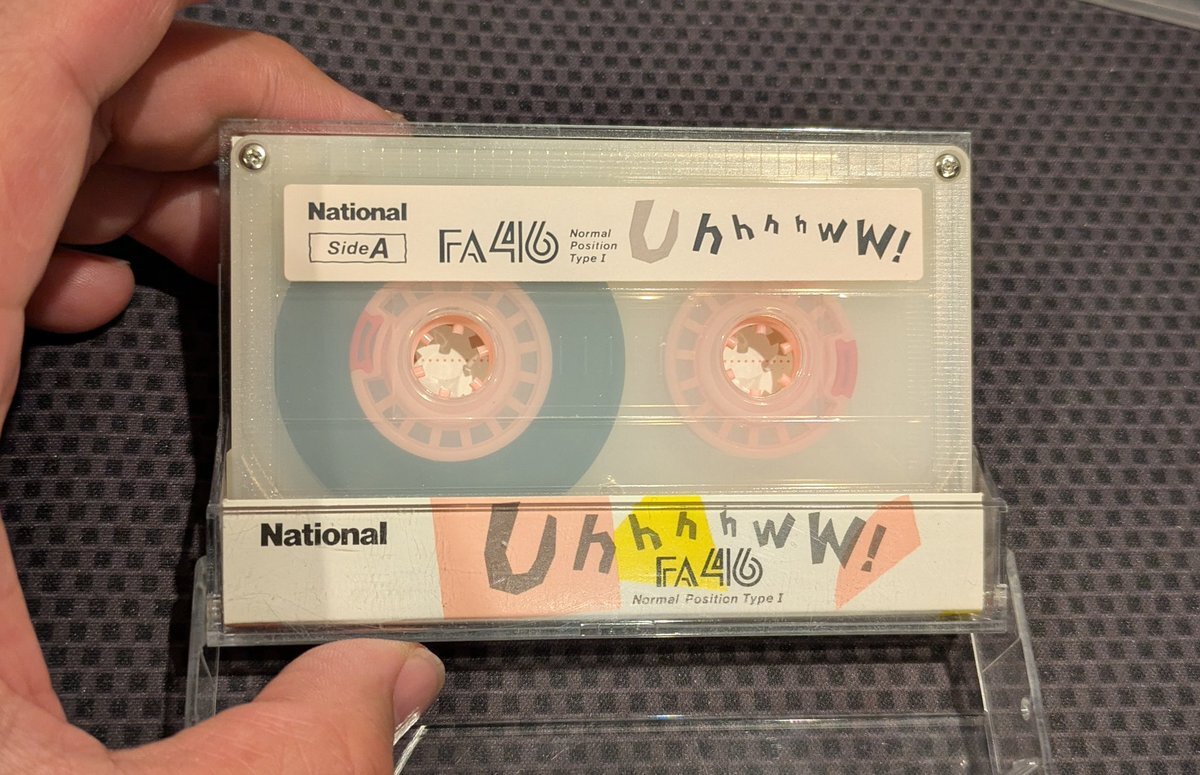 National
Side A
FA46
Normal
Position
Type I
UhhhhwW!
National
UhhhhwW!
FA46
Normal Position Type I